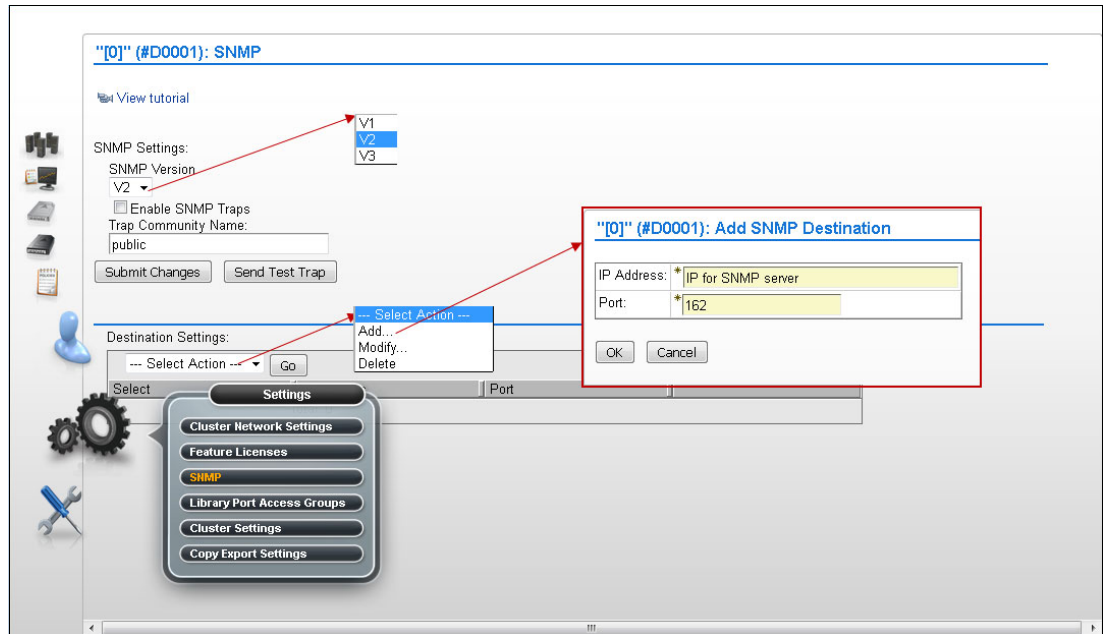 "[0]" (#D0001): SNMP
View tutorial
SNMP Settings:
SNMP Version
V2
V1
V2
V3
Enable SNMP Traps
Trap Community Name:
public
Submit Changes
Send Test Trap
"[0]" (#D0001): Add SNMP Destination
IP Address: * IP for SNMP server
Port: * 162
OK
Cancel
Destination Settings:
--- Select Action ---
Go
--- Select Action ---
Add...
Modify...
Delete
Select
Port
Settings
Cluster Network Settings
Feature Licenses
SNMP
Library Port Access Groups
Cluster Settings
Copy Export Settings